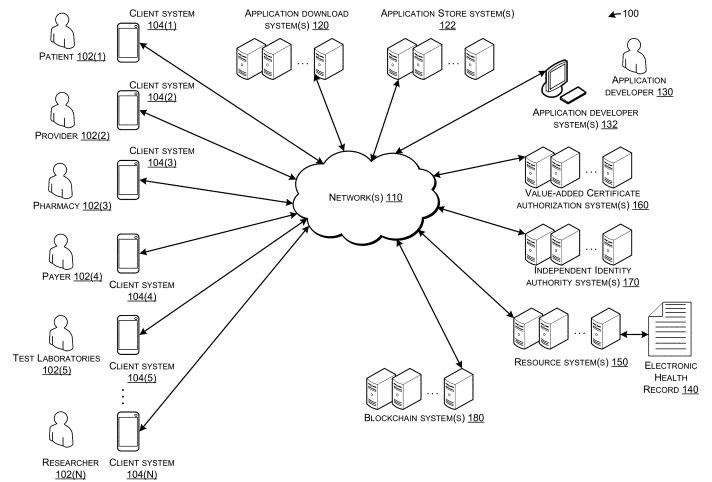 100
PATIENT 102(1)
CLIENT SYSTEM
104(1)
APPLICATION DOWNLOAD
SYSTEM(S) 120
APPLICATION STORE SYSTEM(S)
122
APPLICATION
DEVELOPER 130
APPLICATION DEVELOPER
SYSTEM(S) 132
PROVIDER 102(2)
CLIENT SYSTEM
104(2)
PHARMACY 102(3)
CLIENT SYSTEM
104(3)
NETWORK(S) 110
VALUE-ADDED CERTIFICATE
AUTHORIZATION SYSTEM(S) 160
PAYER 102(4)
CLIENT SYSTEM
104(4)
INDEPENDENT IDENTITY
AUTHORITY SYSTEM(S) 170
TEST LABORATORIES
102(5)
CLIENT SYSTEM
104(5)
RESOURCE SYSTEM(S) 150
ELECTRONIC
HEALTH
RECORD 140
BLOCKCHAIN SYSTEM(S) 180
RESEARCHER
102(N)
CLIENT SYSTEM
104(N)